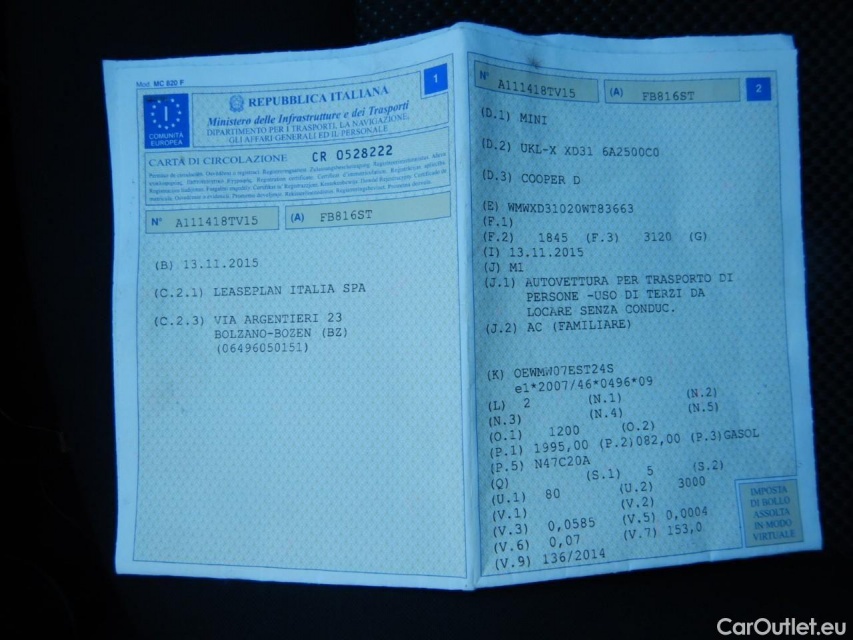 Mod. MC 820 F
1
I
COMUNITÀ
EUROPEA
REPUBBLICA ITALIANA
Ministero delle Infrastrutture e dei Trasporti
DIPARTIMENTO PER I TRASPORTI, LA NAVIGAZIONE,
GLI AFFARI GENERALI ED IL PERSONALE
CARTA DI CIRCOLAZIONE CR 0528222
N° A111418TV15 (A) FB816ST
(B) 13.11.2015
(C.2.1) LEASEPLAN ITALIA SPA
(C.2.3) VIA ARGENTIERI 23
BOLZANO-BOZEN (BZ)
(06496050151)
N° A111418TV15 (A) FB816ST 2
(D.1) MINI
(D.2) UKL-X XD31 6A2500C0
(D.3) COOPER D
(E) WMWXD31020WT83663
(F.1)
(F.2) 1845 (F.3) 3120 (G)
(I) 13.11.2015
(J) M1
(J.1) AUTOVETTURA PER TRASPORTO DI
PERSONE -USO DI TERZI DA
LOCARE SENZA CONDUC.
(J.2) AC (FAMILIARE)
(K) OEWMW07EST24S
e1*2007/46*0496*09
(L) 2 (N.1) (N.2)
(N.3) (N.4) (N.5)
(O.1) 1200 (O.2)
(P.1) 1995,00 (P.2)082,00 (P.3)GASOL
(P.5) N47C20A
(Q) (S.1) 5 (S.2)
(U.1) 80 (U.2) 3000
(V.1) (V.2)
(V.3) 0,0585 (V.5) 0,0004
(V.6) 0,07 (V.7) 153,0
(V.9) 136/2014
IMPOSTA
DI BOLLO
ASSOLTA
IN MODO
VIRTUALE
CarOutlet.eu